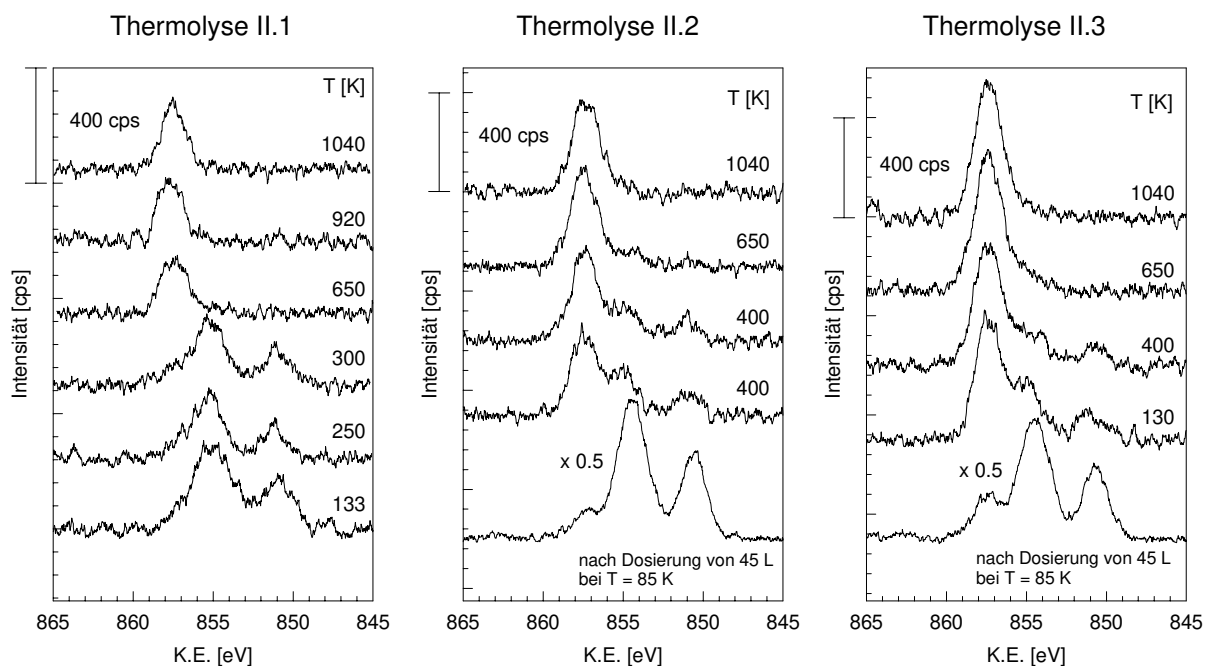 Thermolyse II.1
T [K]
400 cps
1040
920
650
300
250
133
Intensität [cps]
865 860 855 850 845
K.E. [eV]
Thermolyse II.2
T [K]
400 cps
1040
650
400
400
x 0.5
nach Dosierung von 45 L
bei T = 85 K
Intensität [cps]
865 860 855 850 845
K.E. [eV]
Thermolyse II.3
T [K]
400 cps
1040
650
400
130
x 0.5
nach Dosierung von 45 L
bei T = 85 K
Intensität [cps]
865 860 855 850 845
K.E. [eV]